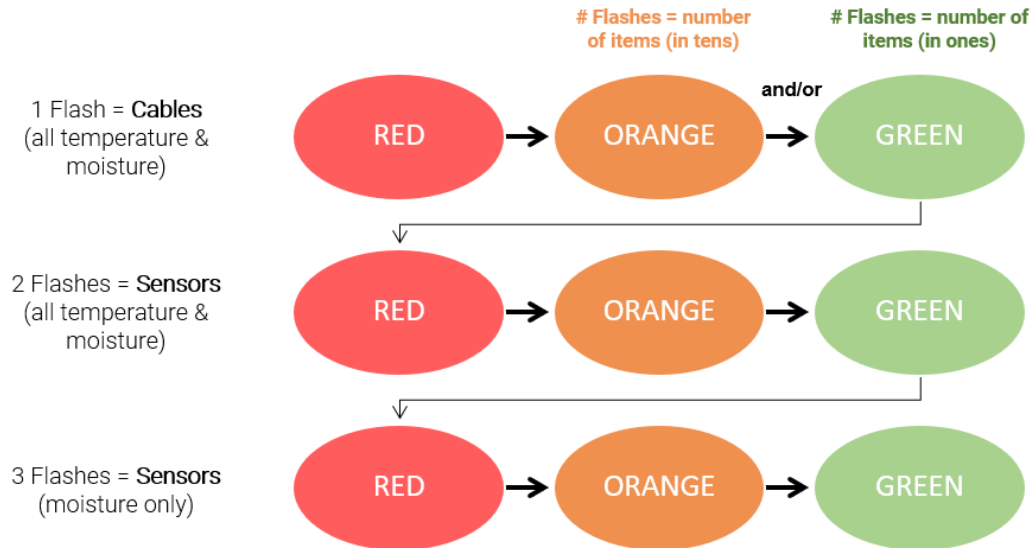 # Flashes = number
of items (in tens)
# Flashes = number of
items (in ones)
1 Flash = Cables
(all temperature &
moisture)
RED
ORANGE
and/or
GREEN
2 Flashes = Sensors
(all temperature &
moisture)
RED
ORANGE
GREEN
3 Flashes = Sensors
(moisture only)
RED
ORANGE
GREEN